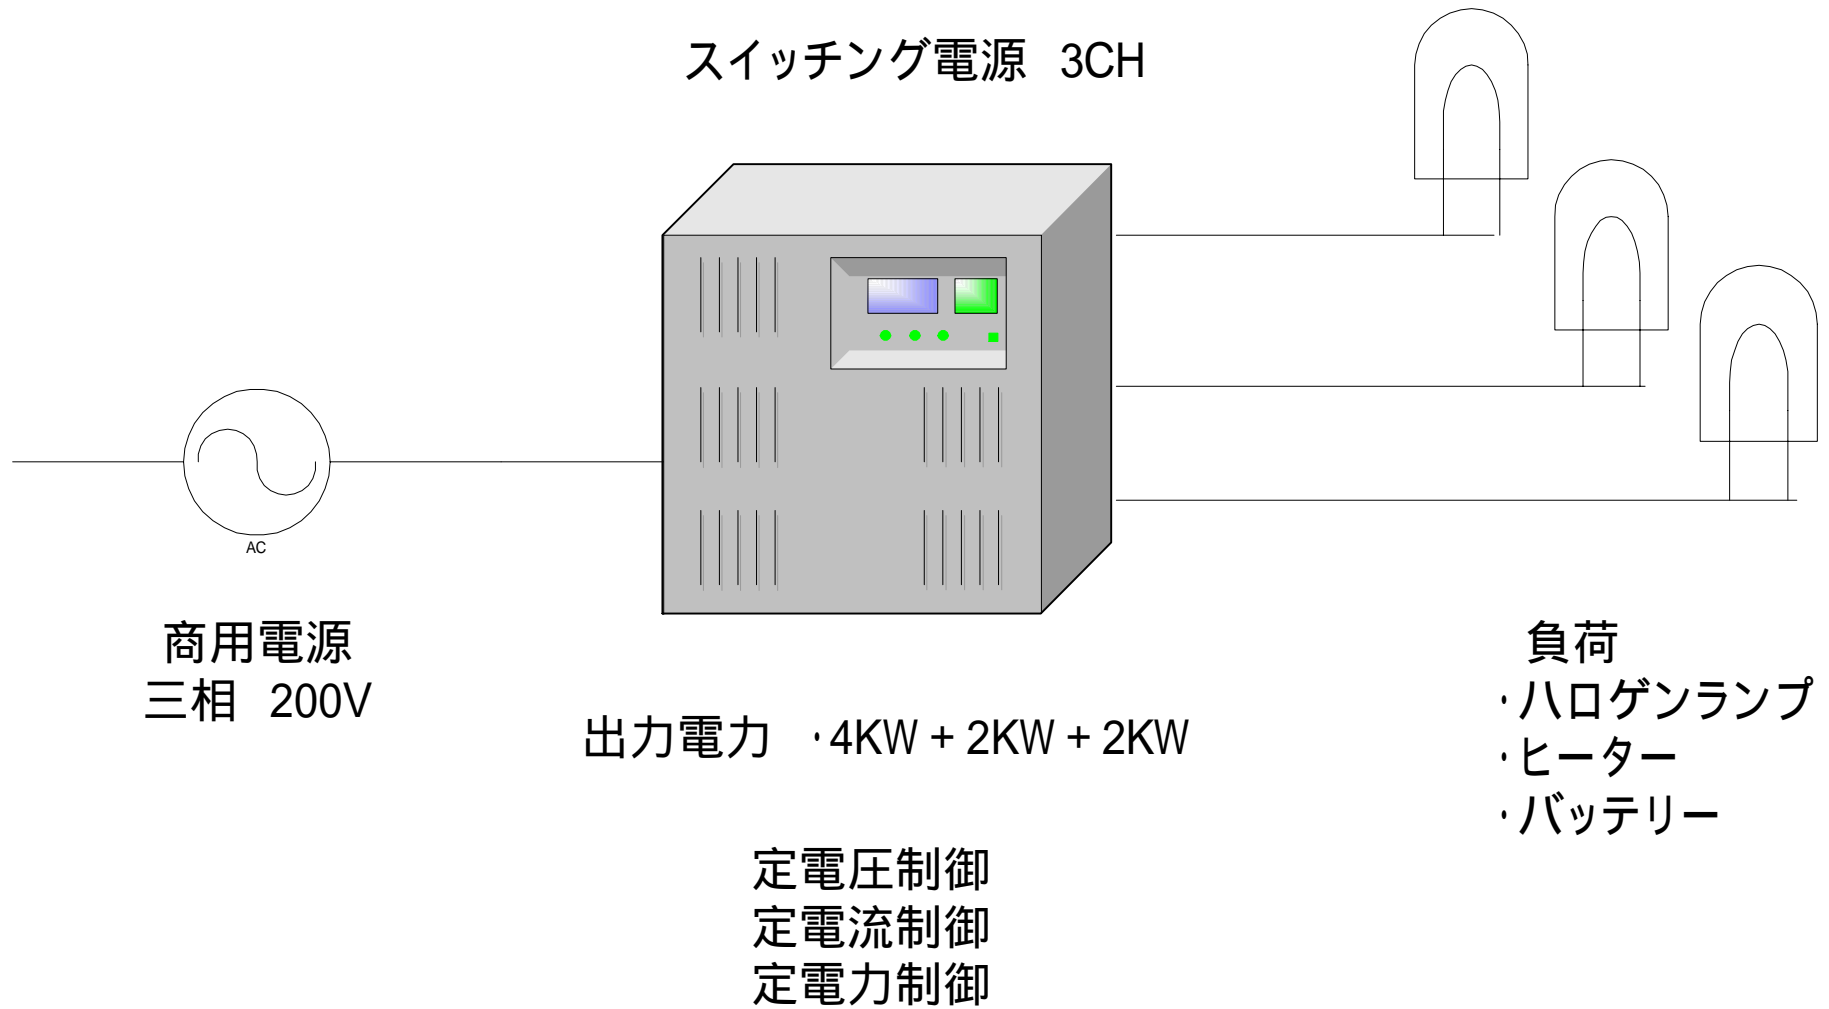 スイッチング電源 3CH
AC
商用電源
三相 200V
出力電力 ・4KW + 2KW + 2KW
定電圧制御
定電流制御
定電力制御
負荷
・ハロゲンランプ
・ヒーター
・バッテリー